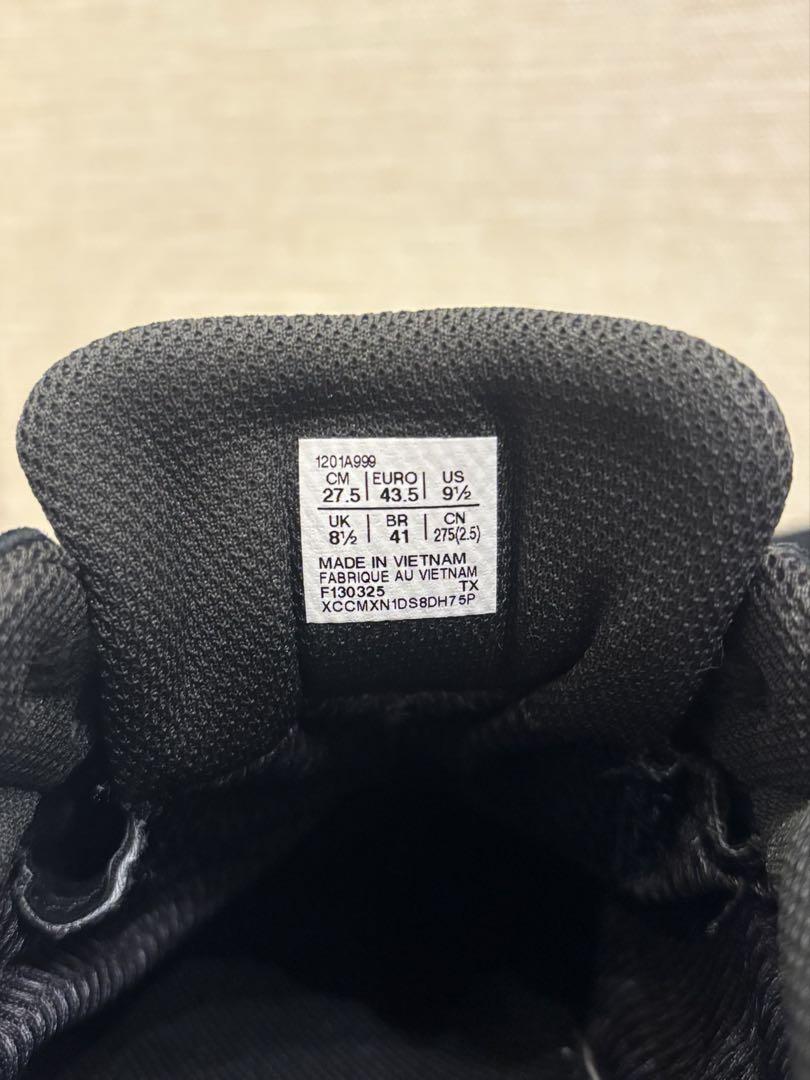 1201A999
CM EURO US
27.5 43.5 9½
UK BR CN
8½ 41 275(2.5)
MADE IN VIETNAM
FABRIQUE AU VIETNAM
F130325 TX
XCCMXN1DS8DH75P